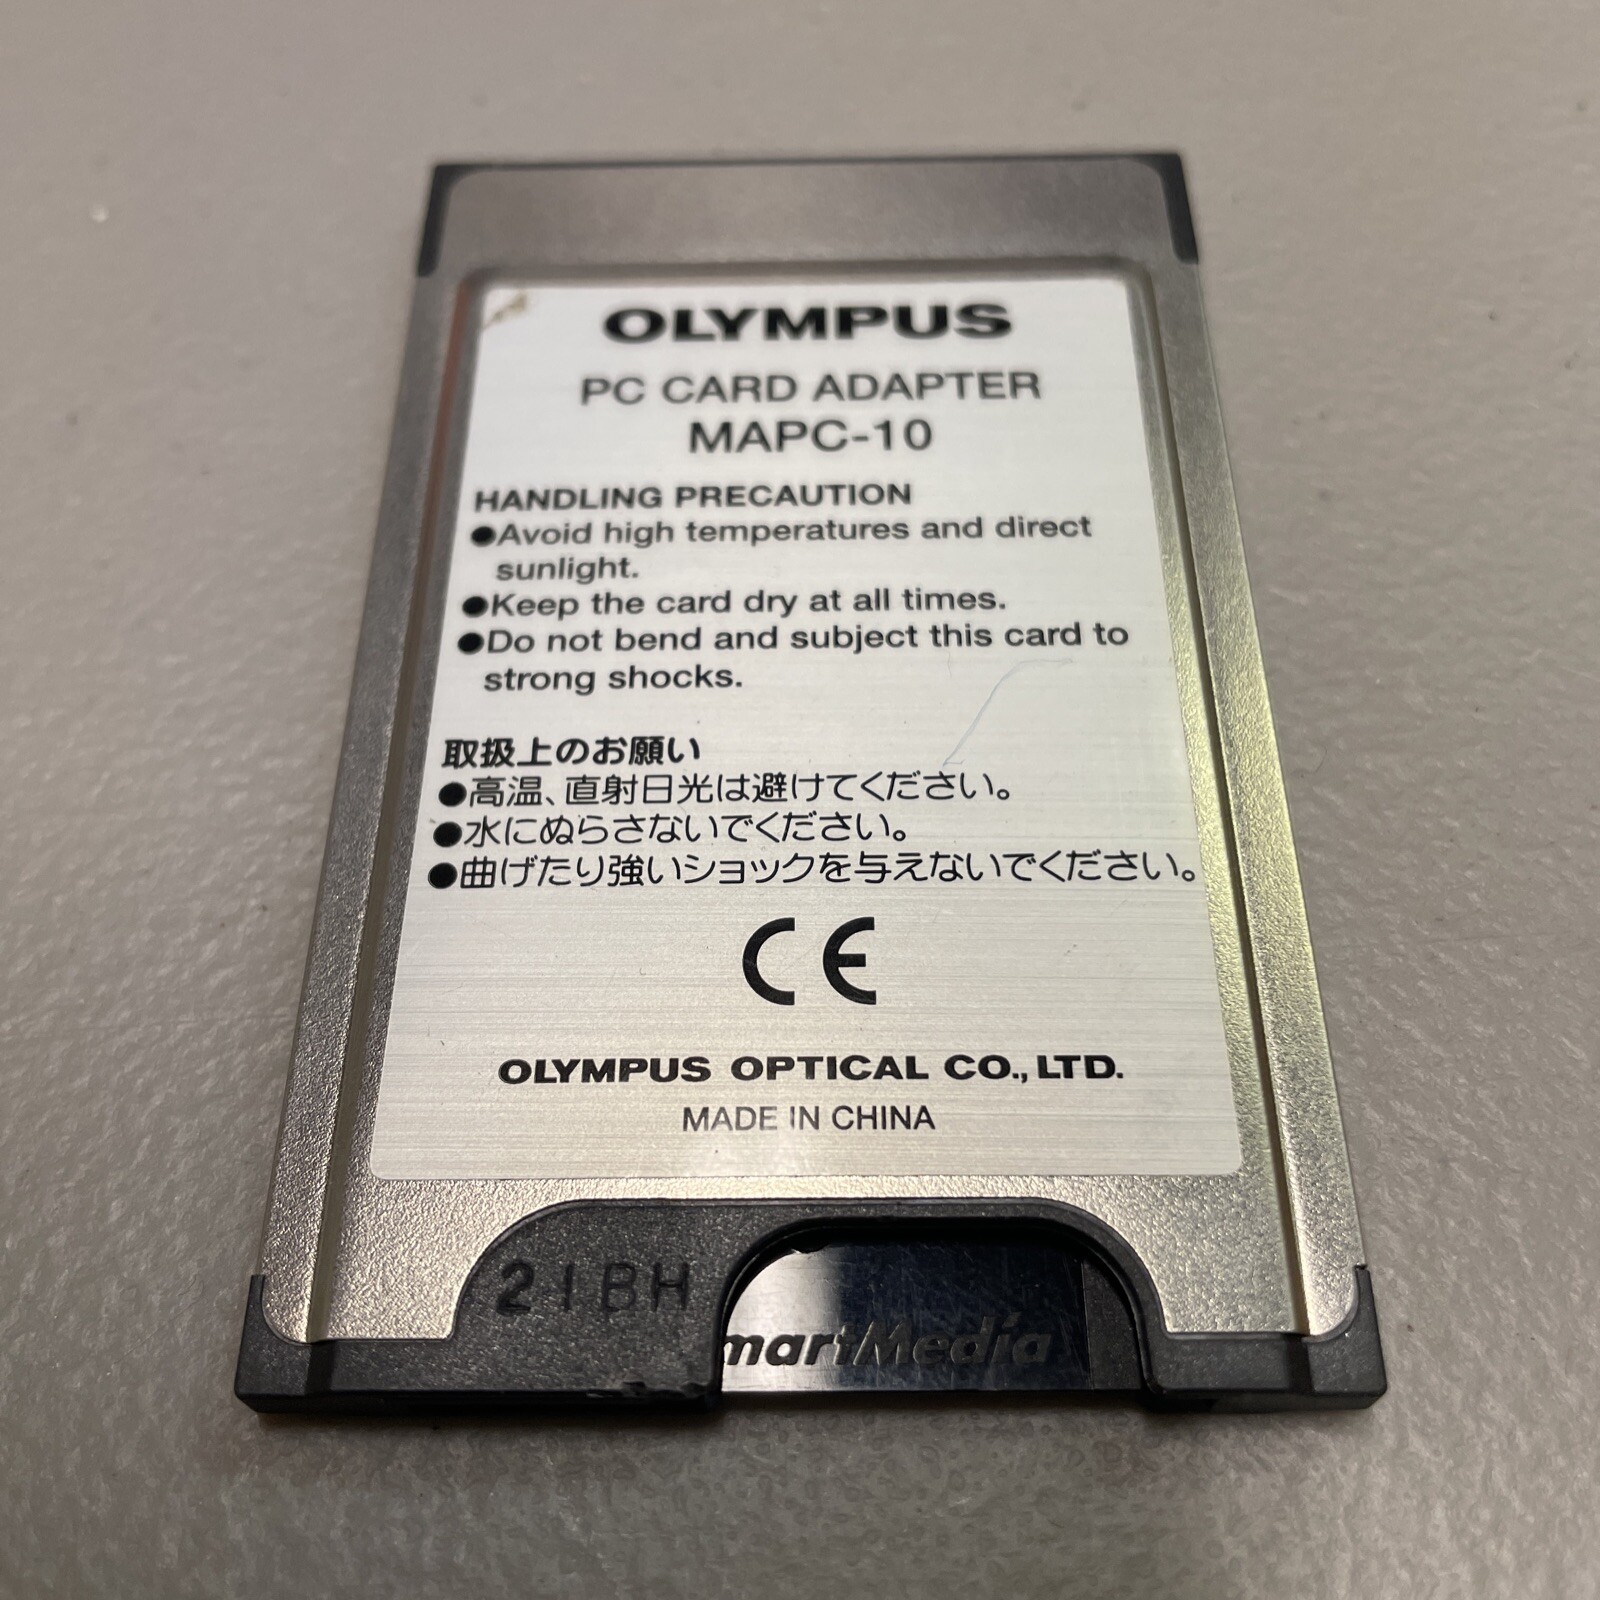 OLYMPUS
PC CARD ADAPTER
MAPC-10
HANDLING PRECAUTION
●Avoid high temperatures and direct
sunlight.
●Keep the card dry at all times.
●Do not bend and subject this card to
strong shocks.
取扱上のお願い
●高温、直射日光は避けてください。
●水にぬらさないでください。
●曲げたり強いショックを与えないでください。
CE
OLYMPUS OPTICAL CO., LTD.
MADE IN CHINA
21BH
martMedia